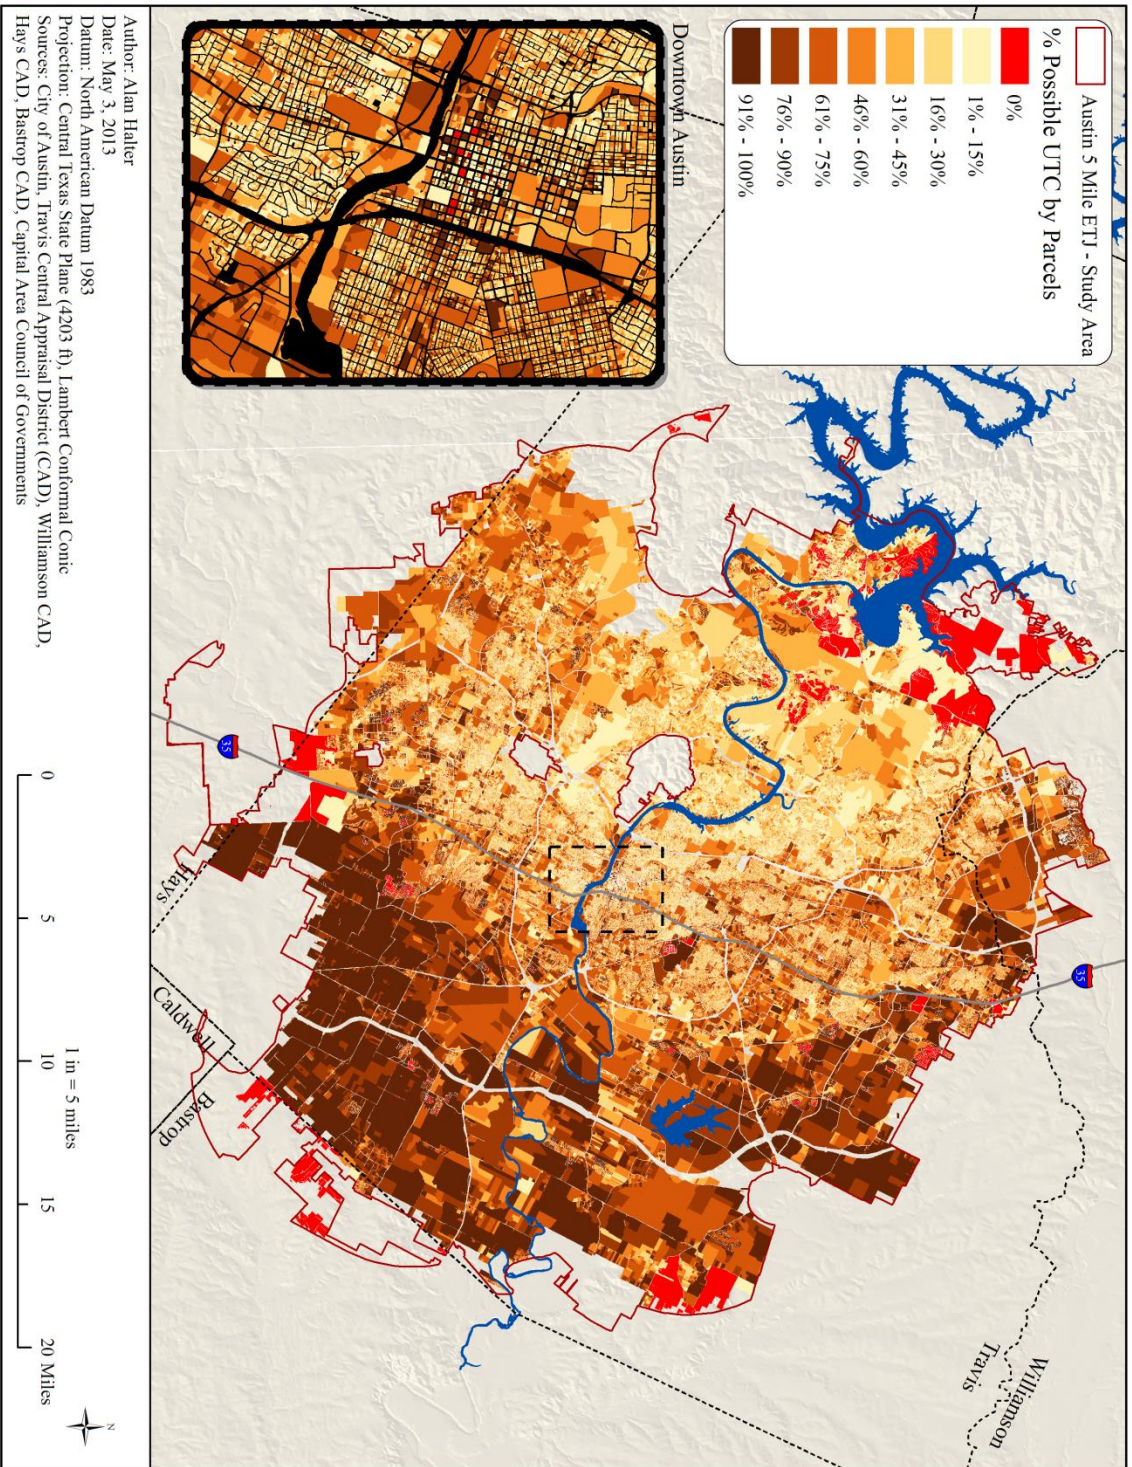 Austin 5 Mile ETJ - Study Area
% Possible UTC by Parcels
0%
1% - 15%
16% - 30%
31% - 45%
46% - 60%
61% - 75%
76% - 90%
91% - 100%
Downtown Austin
Williamson
Travis
35
35
Hays
Caldwell
Bastrop
1 in = 5 miles
0 5 10 15 20 Miles
N
Author: Alan Halter
Date: May 3, 2013
Datum: North American Datum 1983
Projection: Central Texas State Plane (4203 ft), Lambert Conformal Conic
Sources: City of Austin, Travis Central Appraisal District (CAD), Williamson CAD,
Hays CAD, Bastrop CAD, Capital Area Council of Governments